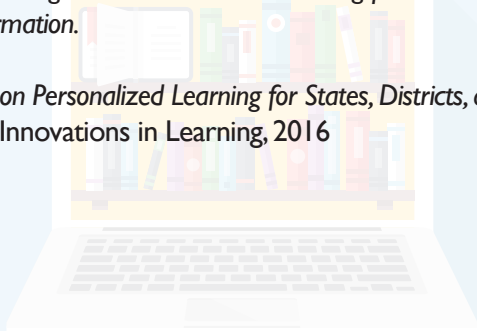 rmation.
on Personalized Learning for States, Districts,
Innovations in Learning, 2016